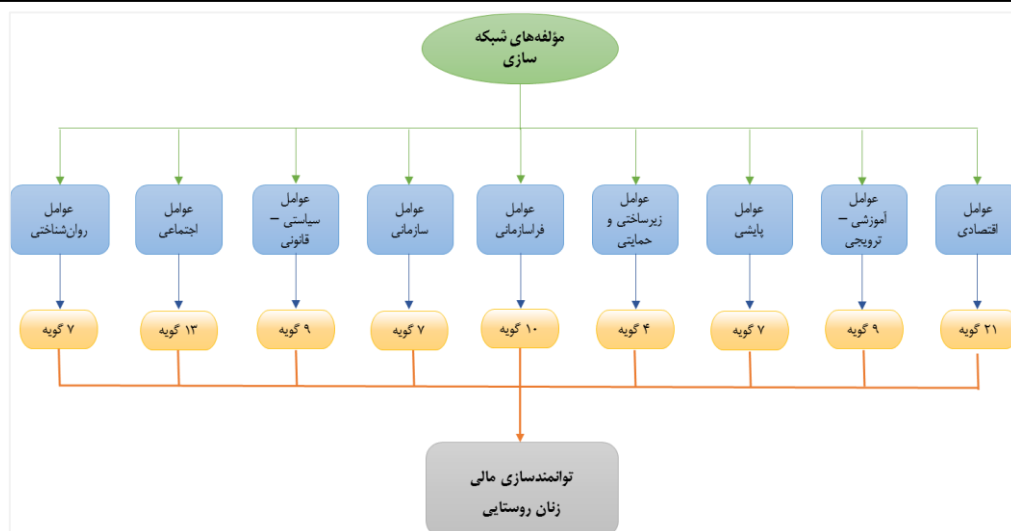 مؤلفه‌های شبکه
سازی
عوامل
اقتصادی
عوامل
آموزشی –
ترویجی
عوامل
پایشی
عوامل
زیرساختی و
حمایتی
عوامل
فراسازمانی
عوامل
سازمانی
عوامل
سیاستی –
قانونی
عوامل
اجتماعی
عوامل
روان‌شناختی
۲۱ گویه
۹ گویه
۷ گویه
۴ گویه
۱۰ گویه
۷ گویه
۹ گویه
۱۳ گویه
۷ گویه
توانمندسازی مالی
زنان روستایی